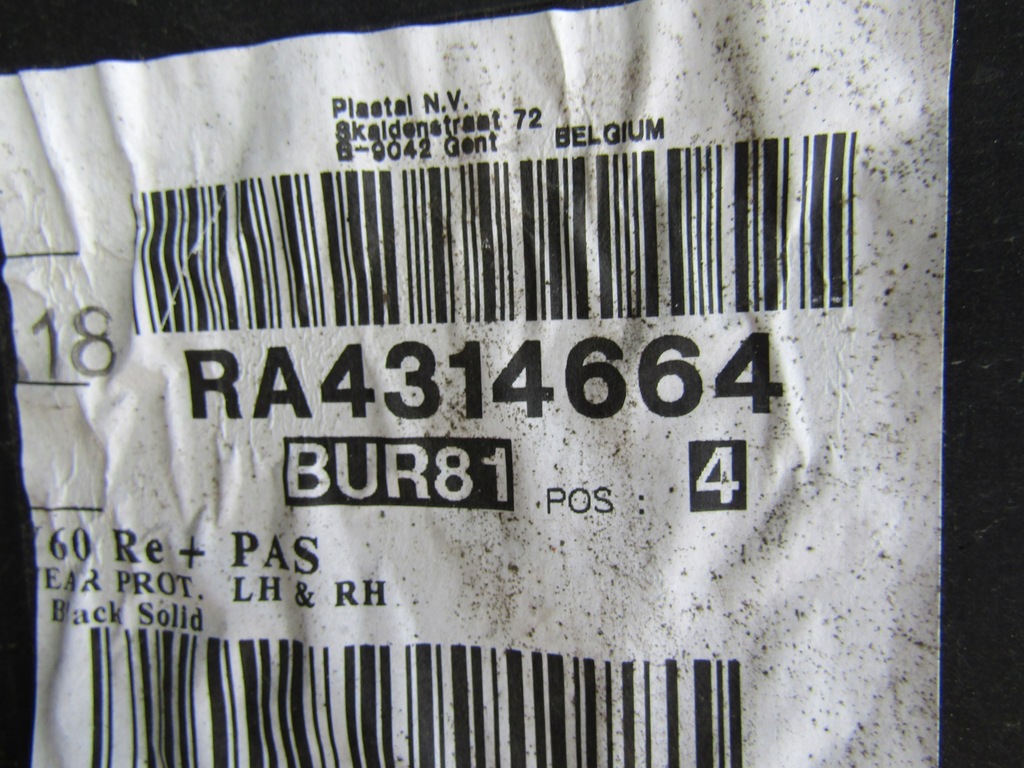 Plastal N.V.
Skaldenstraat 72
B-9042 Gent BELGIUM
18
RA4314664
BUR81 POS : 4
60 Re + PAS
EAR PROT. LH & RH
Black Solid